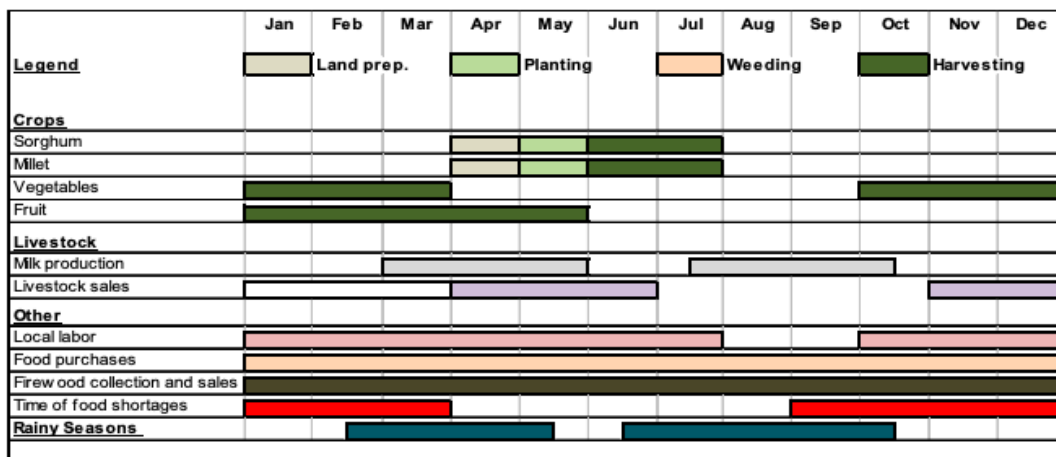 Jan Feb Mar Apr May Jun Jul Aug Sep Oct Nov Dec
Legend Land prep. Planting Weeding Harvesting
Crops
Sorghum
Millet
Vegetables
Fruit
Livestock
Milk production
Livestock sales
Other
Local labor
Food purchases
Firewood collection and sales
Time of food shortages
Rainy Seasons